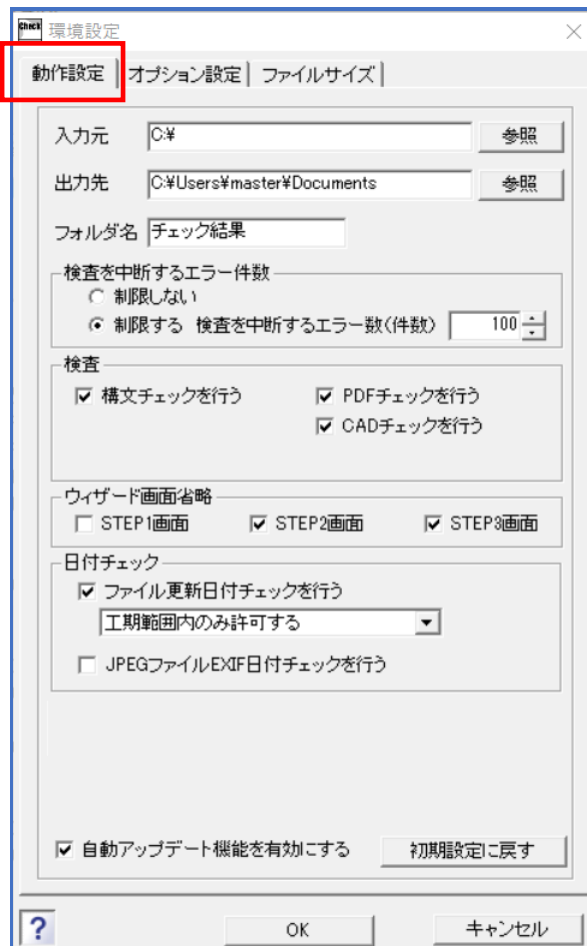 Check 環境設定
動作設定 オプション設定 ファイルサイズ
入力元 C:¥ 参照
出力先 C:¥Users¥master¥Documents 参照
フォルダ名 チェック結果
検査を中断するエラー件数
制限しない
制限する 検査を中断するエラー数(件数) 100
検査
構文チェックを行う PDFチェックを行う
CADチェックを行う
ウィザード画面省略
STEP1画面 STEP2画面 STEP3画面
日付チェック
ファイル更新日付チェックを行う
工期範囲内のみ許可する
JPEGファイルEXIF日付チェックを行う
自動アップデート機能を有効にする 初期設定に戻す
? OK キャンセル